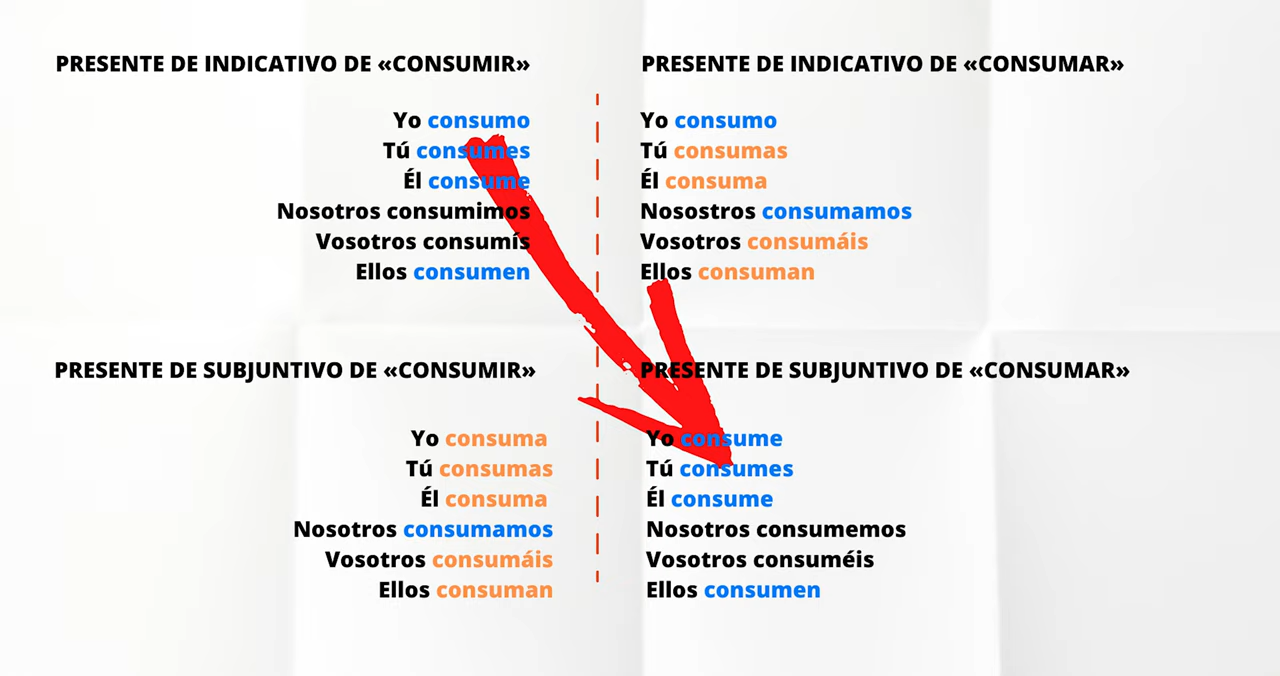 PRESENTE DE INDICATIVO DE «CONSUMIR»
Yo consumo
Tú consumes
Él consume
Nosotros consumimos
Vosotros consumís
Ellos consumen
PRESENTE DE INDICATIVO DE «CONSUMAR»
Yo consumo
Tú consumas
Él consuma
Nosostros consumamos
Vosotros consumáis
Ellos consuman
PRESENTE DE SUBJUNTIVO DE «CONSUMIR»
Yo consuma
Tú consumas
Él consuma
Nosotros consumamos
Vosotros consumáis
Ellos consuman
PRESENTE DE SUBJUNTIVO DE «CONSUMAR»
Yo consume
Tú consumes
Él consume
Nosotros consumemos
Vosotros consuméis
Ellos consumen